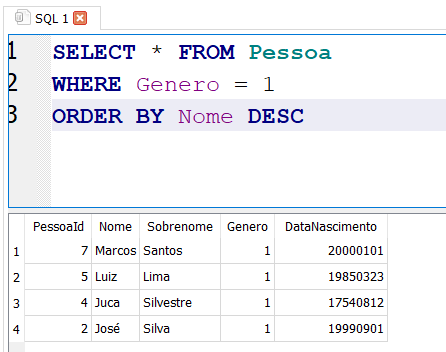 SQL 1
1 SELECT * FROM Pessoa
2 WHERE Genero = 1
3 ORDER BY Nome DESC
PessoaId Nome Sobrenome Genero DataNascimento
1 7 Marcos Santos 1 20000101
2 5 Luiz Lima 1 19850323
3 4 Juca Silvestre 1 17540812
4 2 José Silva 1 19990901